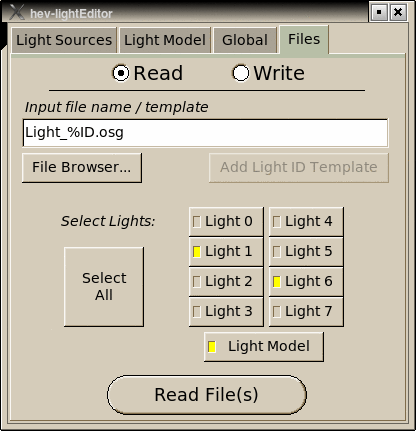 hev-lightEditor
Light Sources Light Model Global Files
Read Write
Input file name / template
Light_%ID.osg
File Browser... Add Light ID Template
Select Lights:
Light 0 Light 4
Light 1 Light 5
Select
All
Light 2 Light 6
Light 3 Light 7
Light Model
Read File(s)